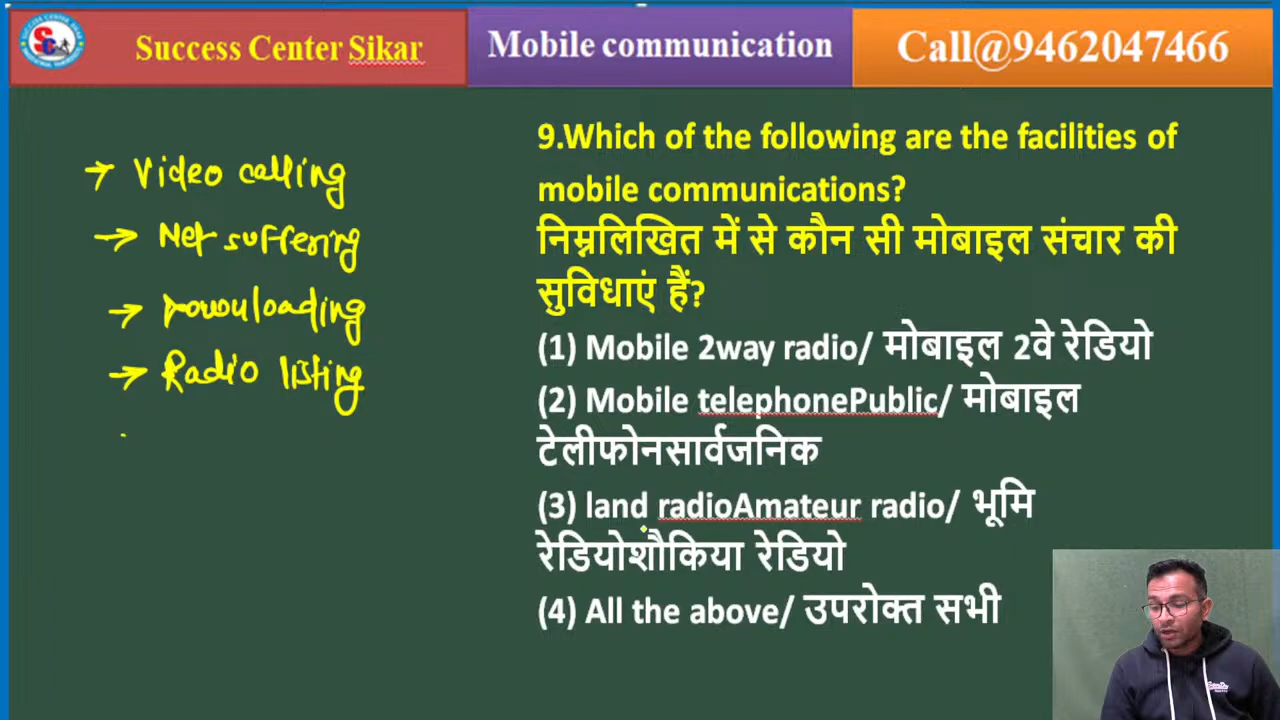 Success Center Sikar
Mobile communication
Call@9462047466
→ Video calling
→ Net suffering
→ Downloading
→ Radio listing
9.Which of the following are the facilities of
mobile communications?
निम्नलिखित में से कौन सी मोबाइल संचार की
सुविधाएं हैं?
(1) Mobile 2way radio/ मोबाइल 2वे रेडियो
(2) Mobile telephonePublic/ मोबाइल
टेलीफोनसार्वजनिक
(3) land radioAmateur radio/ भूमि
रेडियोशौकिया रेडियो
(4) All the above/ उपरोक्त सभी